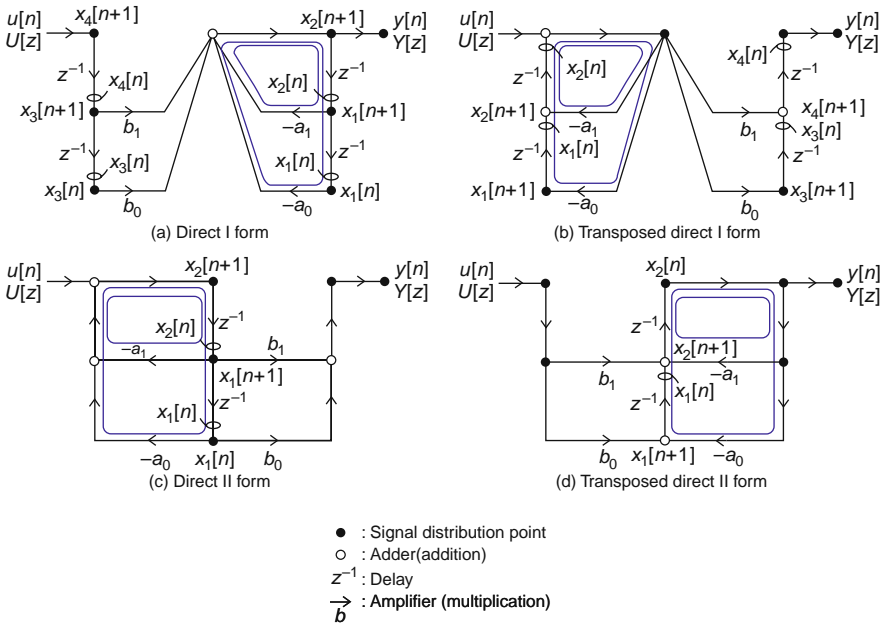 u[n]
U[z]
x4[n+1]
z−1
x4[n]
x3[n+1]
b1
z−1
x3[n]
x3[n]
b0
x2[n+1]
y[n]
Y[z]
z−1
x2[n]
x1[n+1]
−a1
z−1
x1[n]
x1[n]
−a0
(a) Direct I form
u[n]
U[z]
z−1
x2[n]
x2[n+1]
−a1
x1[n]
z−1
x1[n+1]
−a0
y[n]
Y[z]
x4[n]
z−1
x4[n+1]
x3[n]
b1
z−1
x3[n+1]
b0
(b) Transposed direct I form
u[n]
U[z]
x2[n+1]
y[n]
Y[z]
z−1
x2[n]
−a1
b1
x1[n+1]
z−1
x1[n]
−a0
x1[n]
b0
(c) Direct II form
u[n]
U[z]
x2[n]
y[n]
Y[z]
z−1
x2[n+1]
b1
−a1
x1[n]
z−1
b0
x1[n+1]
−a0
(d) Transposed direct II form
: Signal distribution point
: Adder(addition)
z−1 : Delay
b : Amplifier (multiplication)